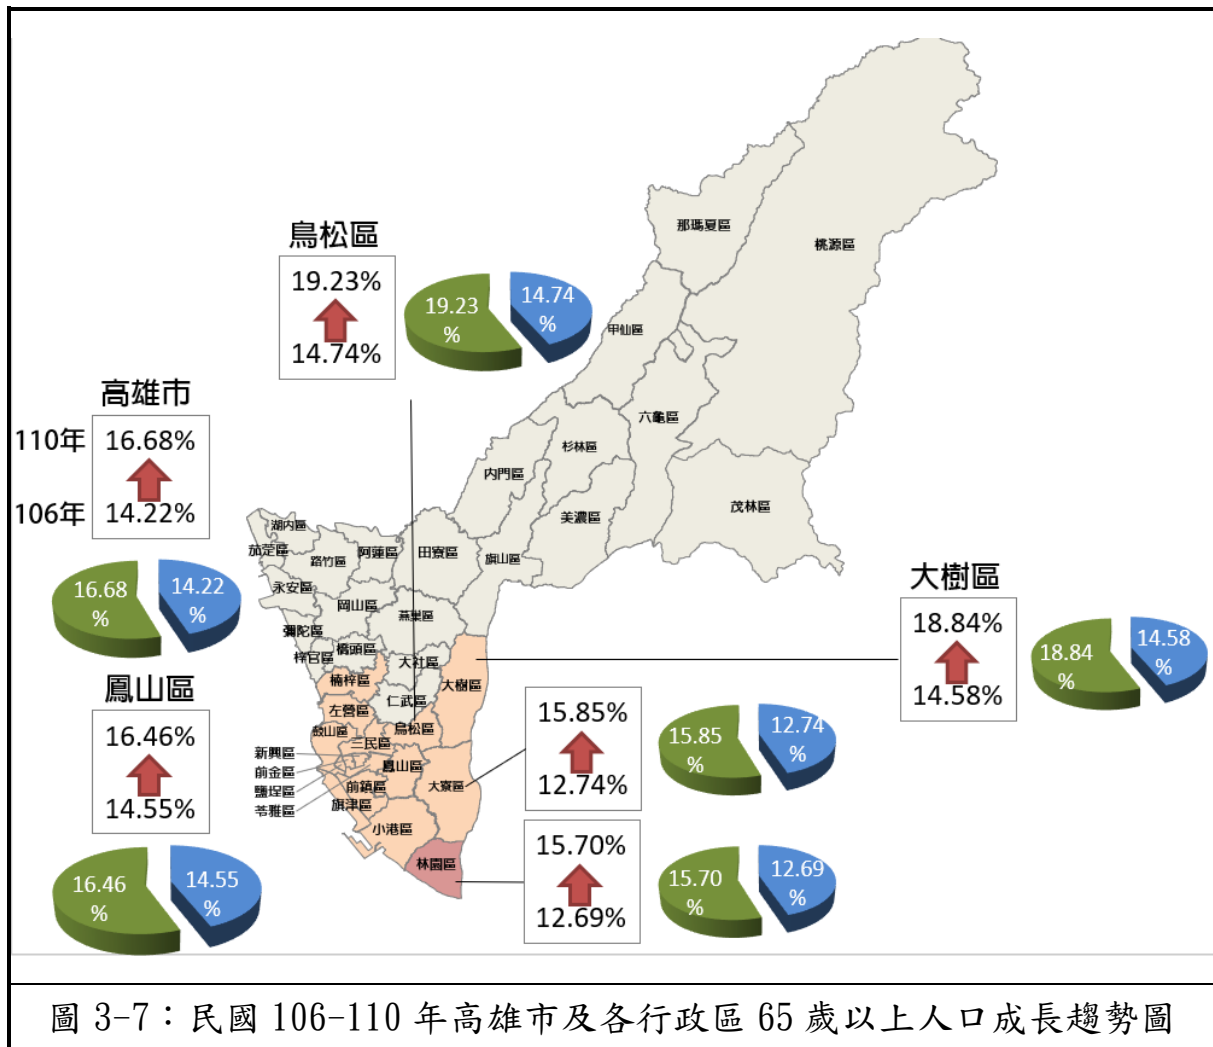 鳥松區
19.23%
14.74%
19.23
%
14.74
%
高雄市
110年
16.68%
106年
14.22%
16.68
%
14.22
%
鳳山區
16.46%
14.55%
16.46
%
14.55
%
大樹區
18.84%
14.58%
18.84
%
14.58
%
15.85%
12.74%
15.85
%
12.74
%
15.70%
12.69%
15.70
%
12.69
%
那瑪夏區
桃源區
甲仙區
六龜區
杉林區
內門區
美濃區
茂林區
旗山區
湖內區
茄萣區
路竹區
阿蓮區
田寮區
永安區
岡山區
燕巢區
彌陀區
梓官區
橋頭區
大社區
楠梓區
仁武區
大樹區
左營區
鼓山區
三民區
鳥松區
新興區
前金區
鹽埕區
苓雅區
鳳山區
前鎮區
旗津區
大寮區
小港區
林園區
圖 3-7：民國 106-110 年高雄市及各行政區 65 歲以上人口成長趨勢圖